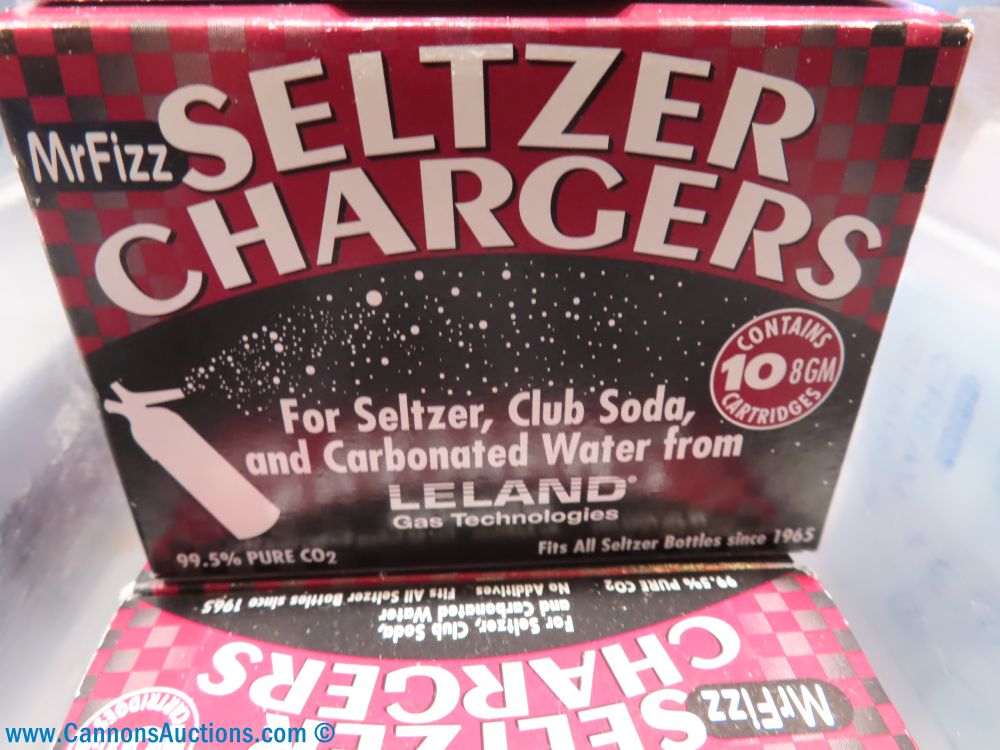 SELTZER
MrFizz
CHARGERS
CONTAINS
10 8GM
CARTRIDGES
For Seltzer, Club Soda,
and Carbonated Water from
LELAND®
Gas Technologies
99.5% PURE CO2
Fits All Seltzer Bottles since 1965
99.5% PURE CO2
No Additives Fits All Seltzer Bottles since 1965
For Seltzer, Club Soda,
and Carbonated Water
CHARGERS
SELTZER
MrFizz
CARTRIDGES
www.CannonsAuctions.com ©